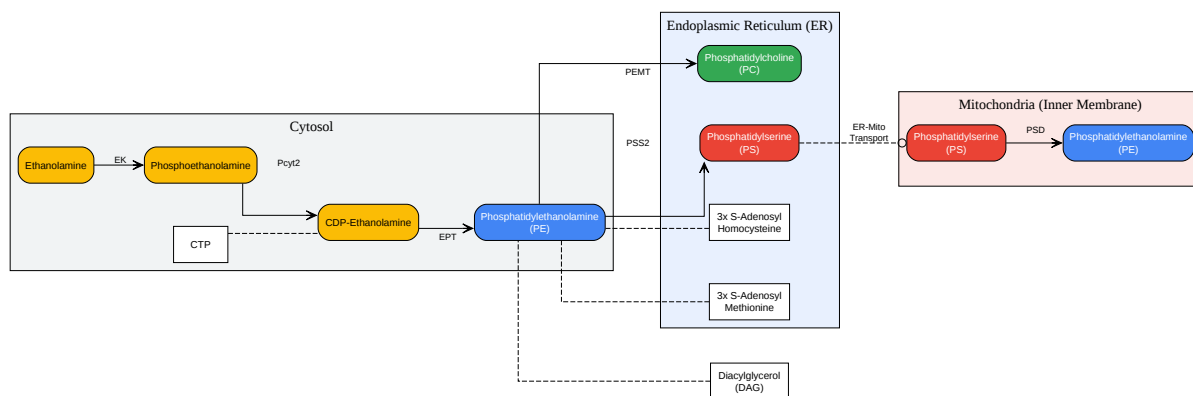 Endoplasmic Reticulum (ER)
Phosphatidylcholine
(PC)
PEMT
Mitochondria (Inner Membrane)
Cytosol
Ethanolamine
EK
Phosphoethanolamine
Pcyt2
PSS2
Phosphatidylserine
(PS)
ER-Mito
Transport
Phosphatidylserine
(PS)
PSD
Phosphatidylethanolamine
(PE)
CTP
CDP-Ethanolamine
EPT
Phosphatidylethanolamine
(PE)
3x S-Adenosyl
Homocysteine
3x S-Adenosyl
Methionine
Diacylglycerol
(DAG)